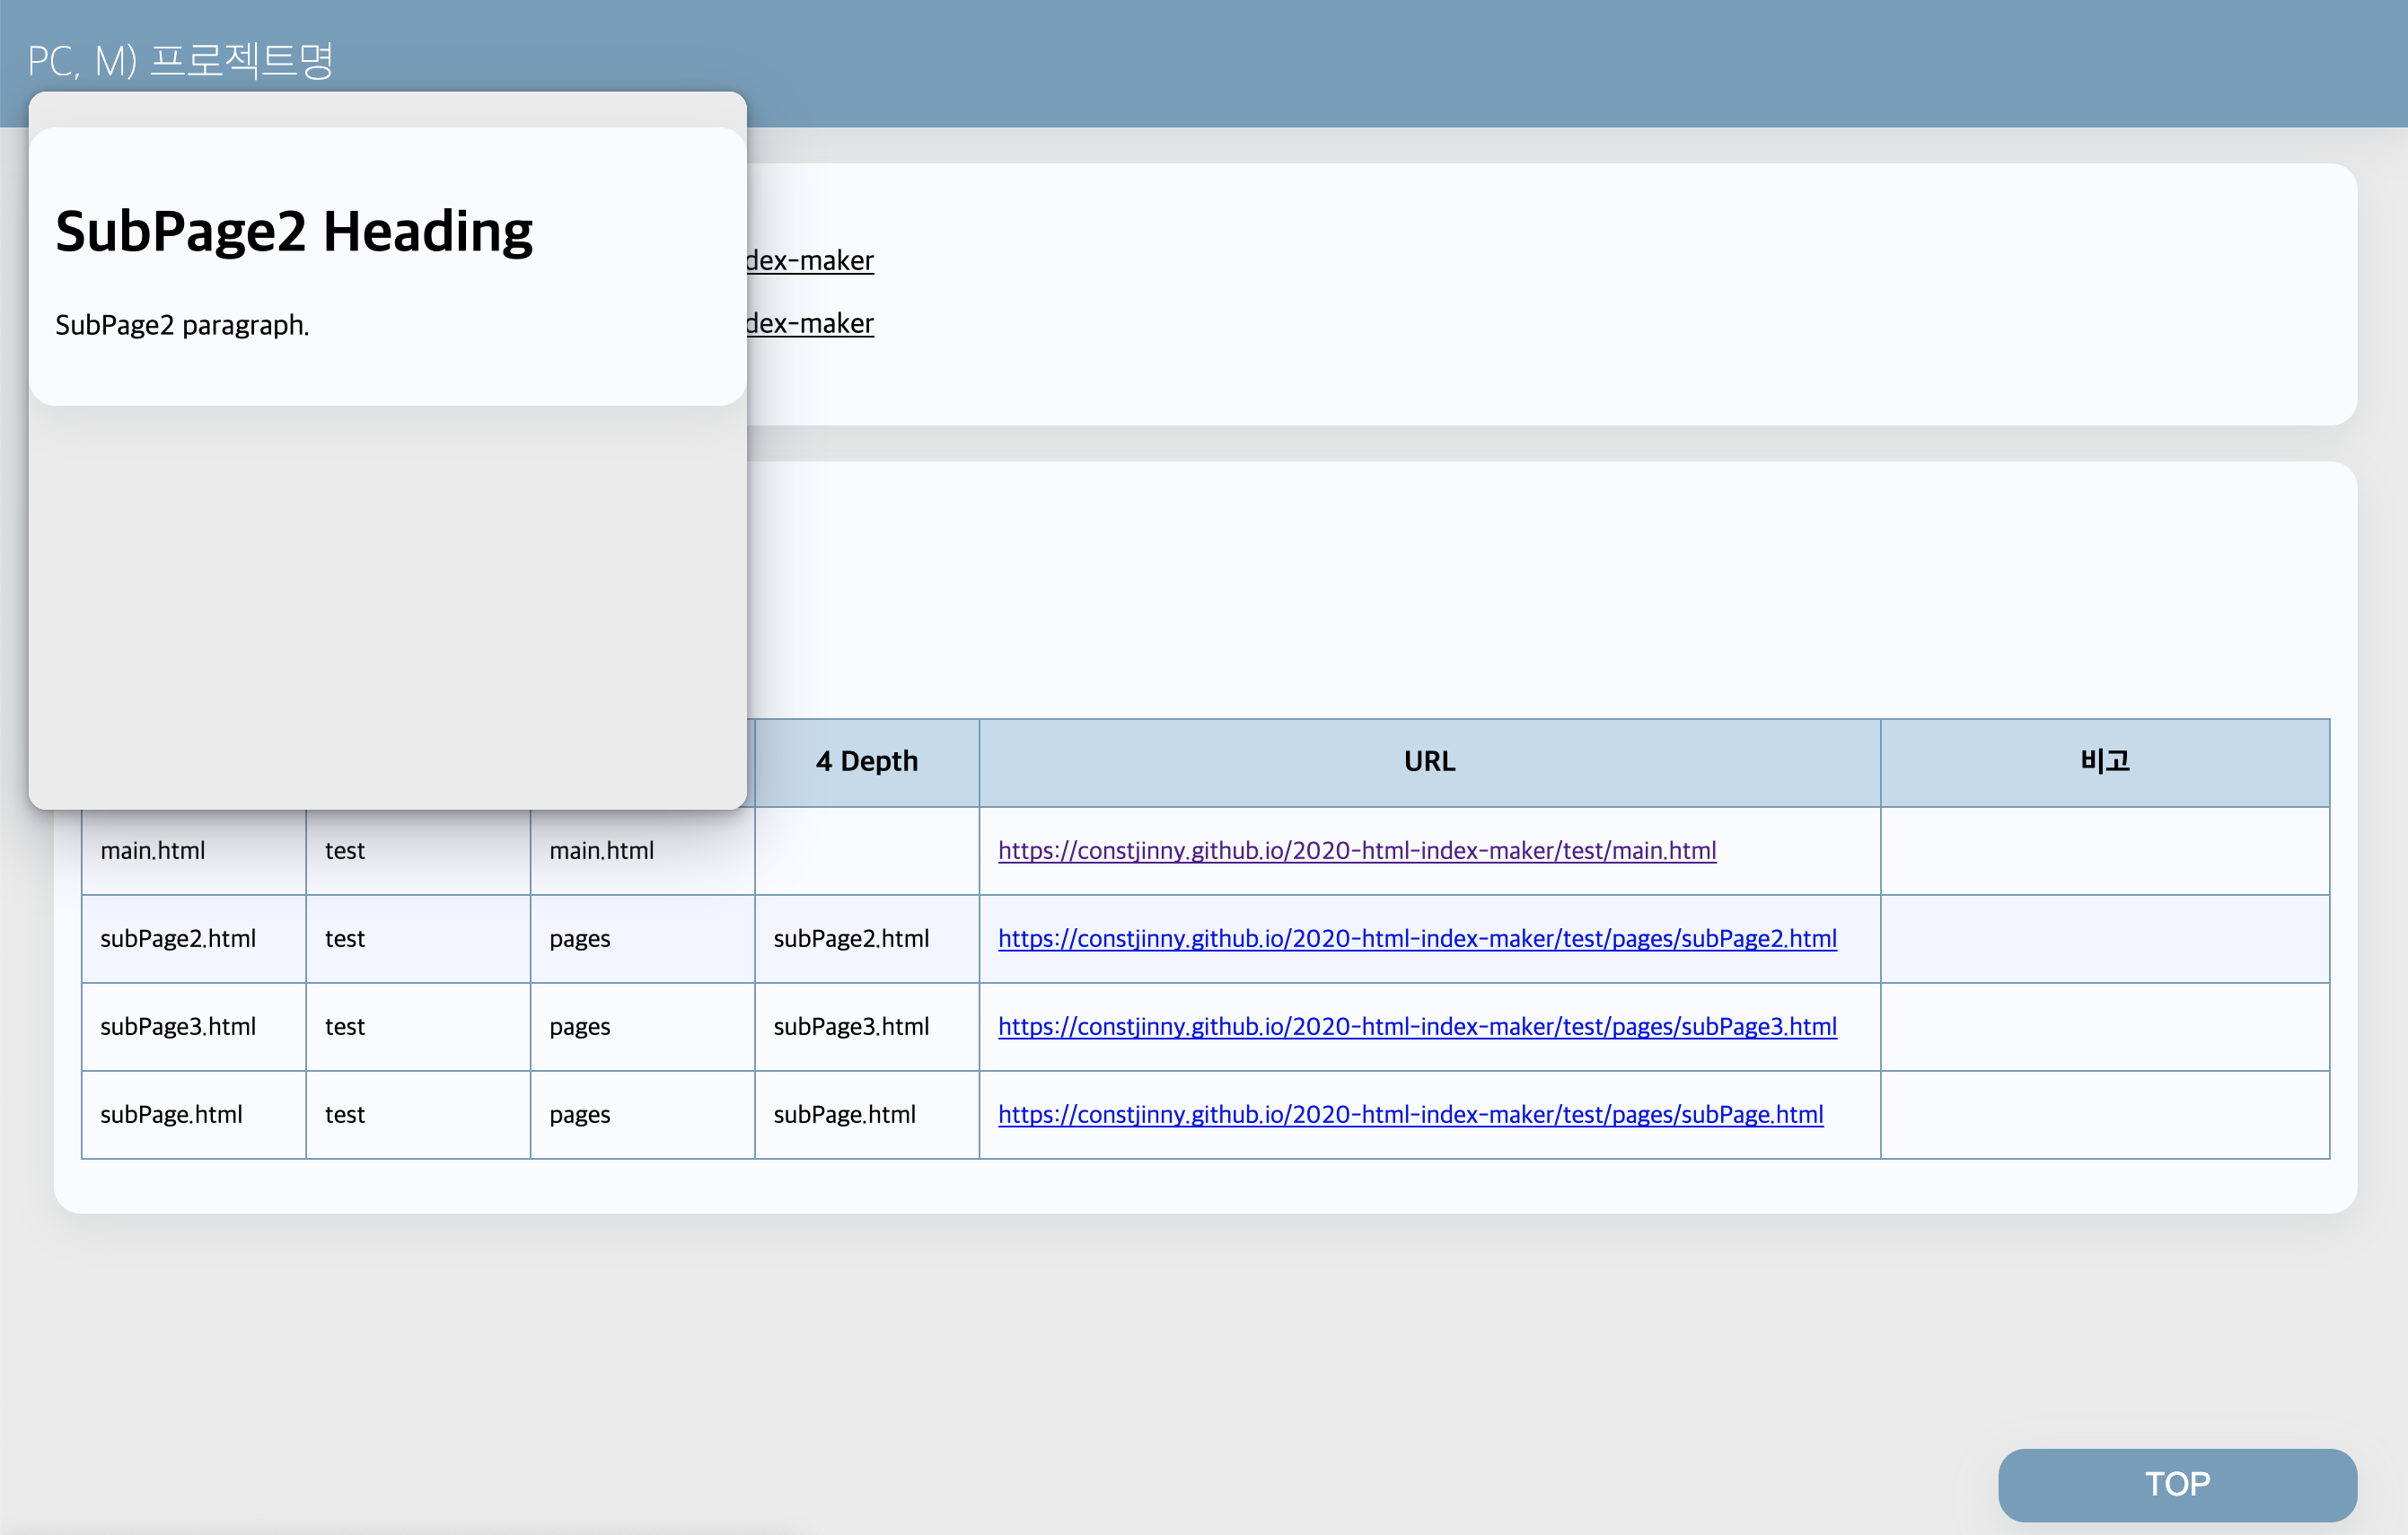 PC, M) 프로젝트명
SubPage2 Heading
SubPage2 paragraph.
dex-maker
dex-maker
4 Depth URL 비고
main.html test main.html https://constjinny.github.io/2020-html-index-maker/test/main.html
subPage2.html test pages subPage2.html https://constjinny.github.io/2020-html-index-maker/test/pages/subPage2.html
subPage3.html test pages subPage3.html https://constjinny.github.io/2020-html-index-maker/test/pages/subPage3.html
subPage.html test pages subPage.html https://constjinny.github.io/2020-html-index-maker/test/pages/subPage.html
TOP